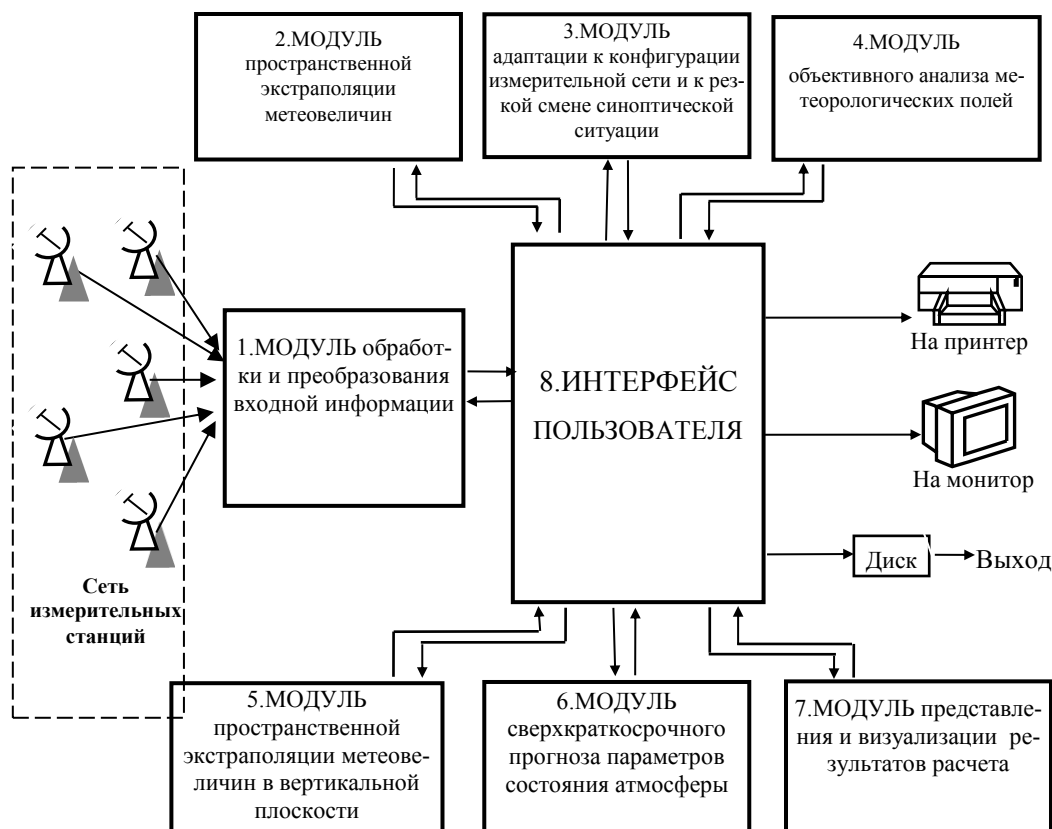 2.МОДУЛЬ
пространственной
экстраполяции
метеовеличин
3.МОДУЛЬ
адаптации к конфигурации
измерительной сети и к рез-
кой смене синоптической
ситуации
4.МОДУЛЬ
объективного анализа ме-
теорологических полей
1.МОДУЛЬ обработ-
ки и преобразования
входной информации
8.ИНТЕРФЕЙС
ПОЛЬЗОВАТЕЛЯ
На принтер
На монитор
Диск
Выход
Сеть
измерительных
станций
5.МОДУЛЬ
пространственной
экстраполяции метеове-
личин в вертикальной
плоскости
6.МОДУЛЬ
сверхкраткосрочного
прогноза параметров
состояния атмосферы
7.МОДУЛЬ представле-
ния и визуализации ре-
зультатов расчета